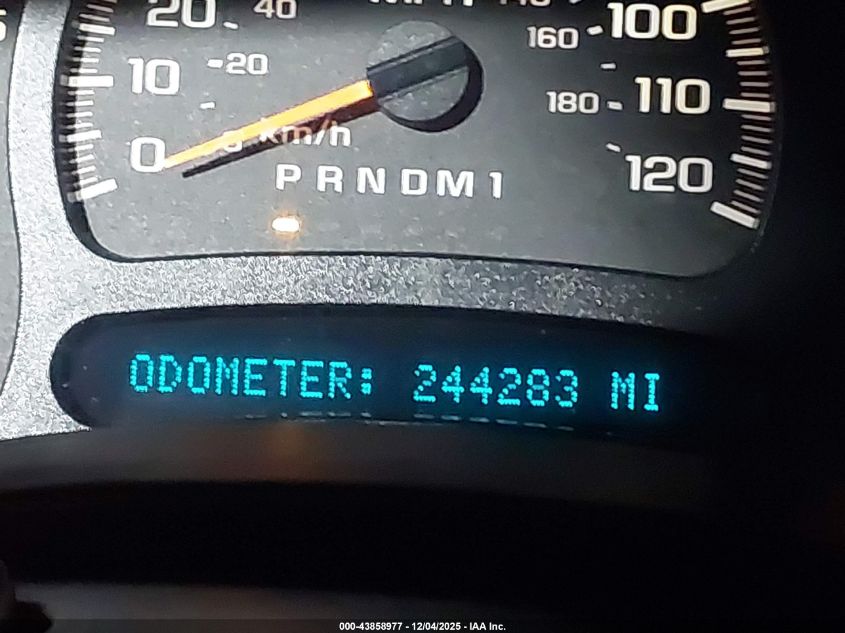 20 40 100
160
10 20 180 110
0 km/h 120
P R N D M 1
ODOMETER: 244283 MI
000-43858977 - 12/04/2025 - IAA Inc.